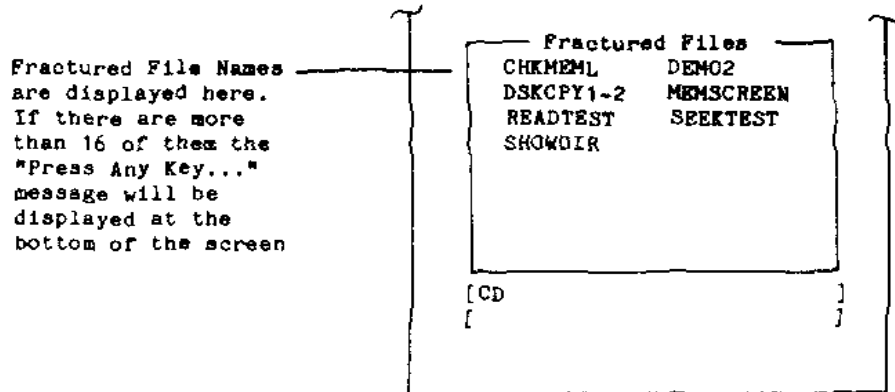 Fractured File Names
are displayed here.
If there are more
than 16 of them the
"Press Any Key..."
message will be
displayed at the
bottom of the screen
Fractured Files
CHKMEML DEMO2
DSKCPY1-2 MEMSCREEN
READTEST SEEKTEST
SHOWDIR
[CD ]
[ ]